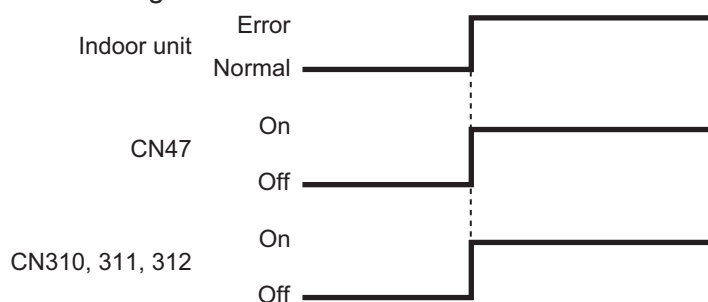 Indoor unit
Error
Normal
CN47
On
Off
CN310, 311, 312
On
Off